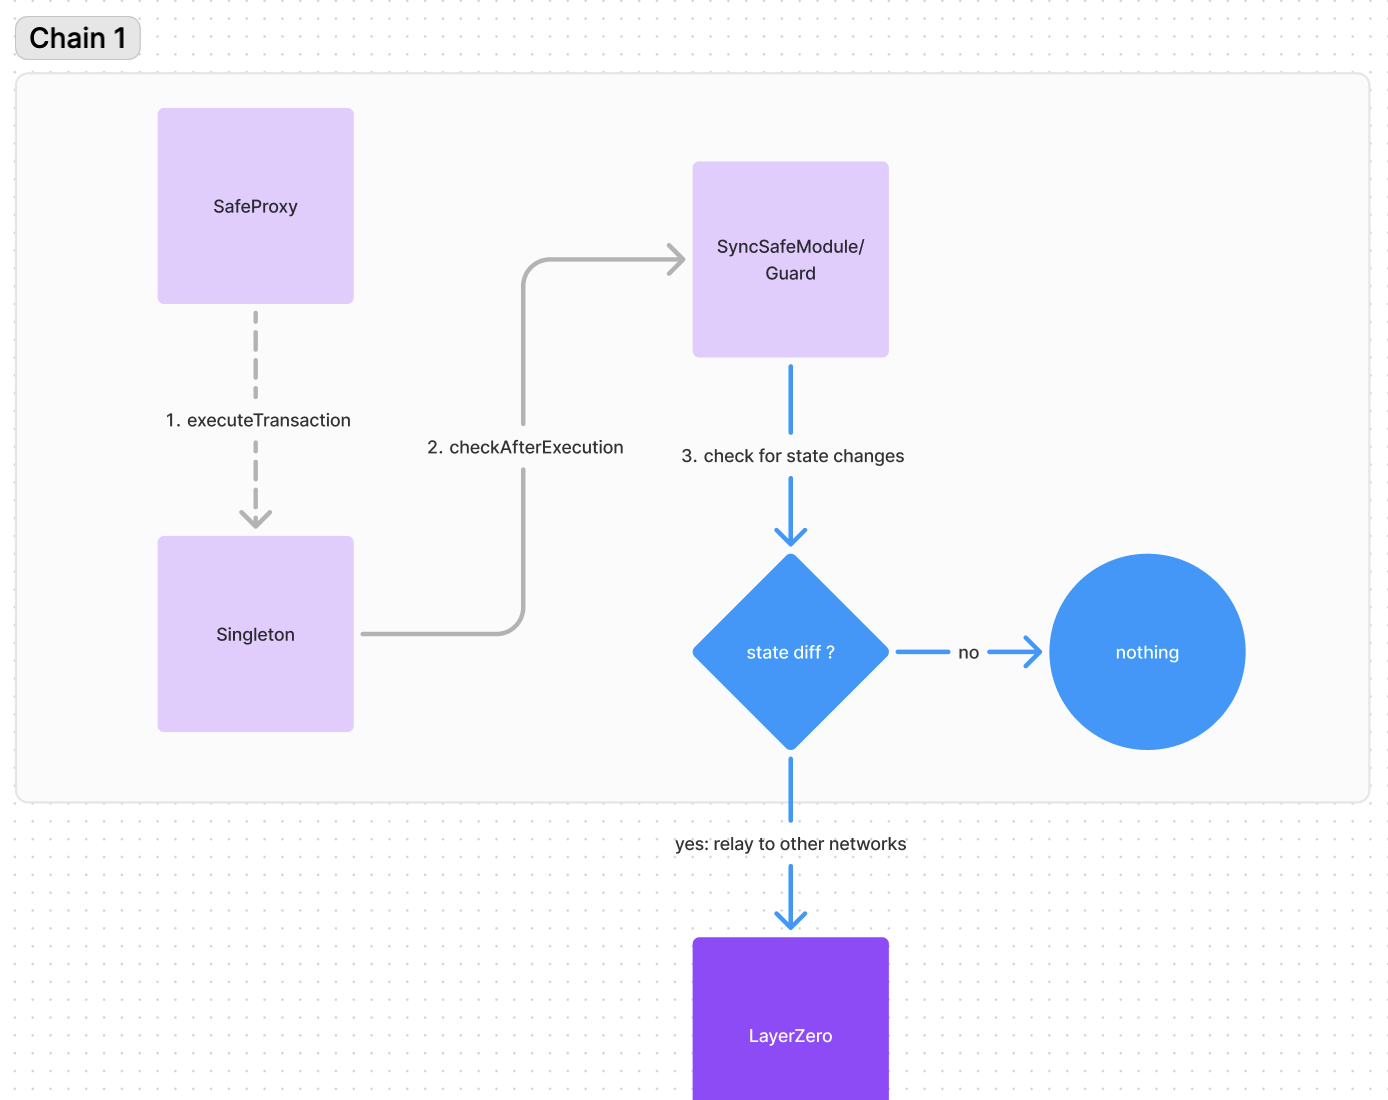 Chain 1
SafeProxy
SyncSafeModule/
Guard
1. executeTransaction
2. checkAfterExecution
3. check for state changes
Singleton
state diff ?
no
nothing
yes: relay to other networks
LayerZero